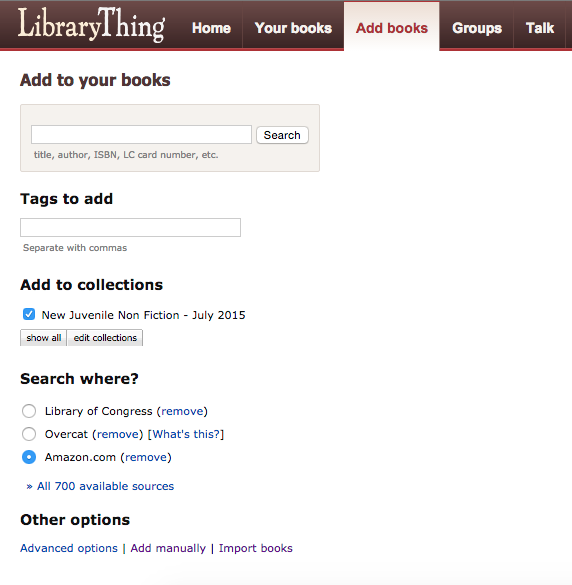 LibraryThing Home Your books Add books Groups Talk
Add to your books
Search
title, author, ISBN, LC card number, etc.
Tags to add
Separate with commas
Add to collections
New Juvenile Non Fiction - July 2015
show all edit collections
Search where?
Library of Congress (remove)
Overcat (remove) [What's this?]
Amazon.com (remove)
» All 700 available sources
Other options
Advanced options | Add manually | Import books